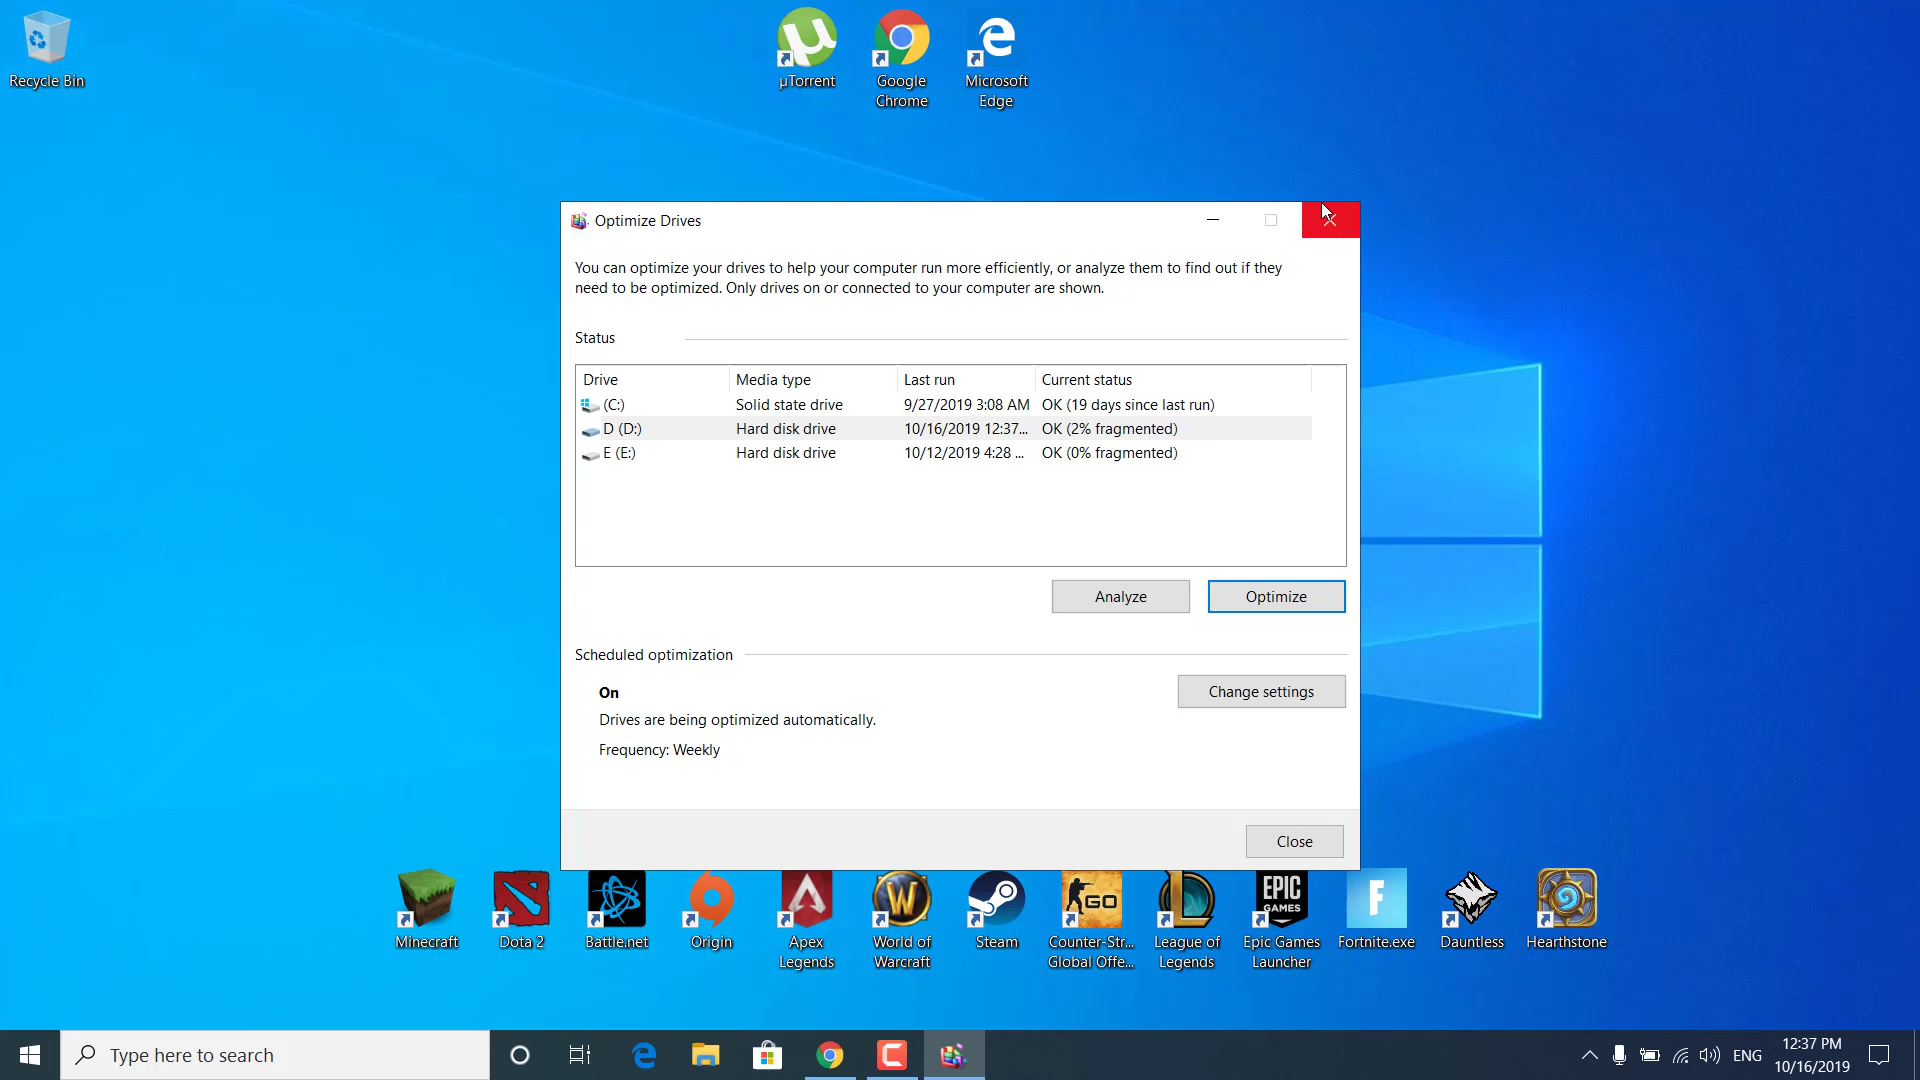 Recycle Bin
µTorrent
Google
Chrome
Microsoft
Edge
Optimize Drives
You can optimize your drives to help your computer run more efficiently, or analyze them to find out if they
need to be optimized. Only drives on or connected to your computer are shown.
Status
Drive Media type Last run Current status
(C:) Solid state drive 9/27/2019 3:08 AM OK (19 days since last run)
D (D:) Hard disk drive 10/16/2019 12:37... OK (2% fragmented)
E (E:) Hard disk drive 10/12/2019 4:28 ... OK (0% fragmented)
Analyze Optimize
Scheduled optimization
On
Change settings
Drives are being optimized automatically.
Frequency: Weekly
Close
Minecraft
Dota 2
Battle.net
Origin
Apex
Legends
W
World of
Warcraft
Steam
GO
Counter-Str...
Global Offe...
League of
Legends
EPIC
GAMES
Epic Games
Launcher
F
Fortnite.exe
Dauntless
Hearthstone
Type here to search
ENG
12:37 PM
10/16/2019